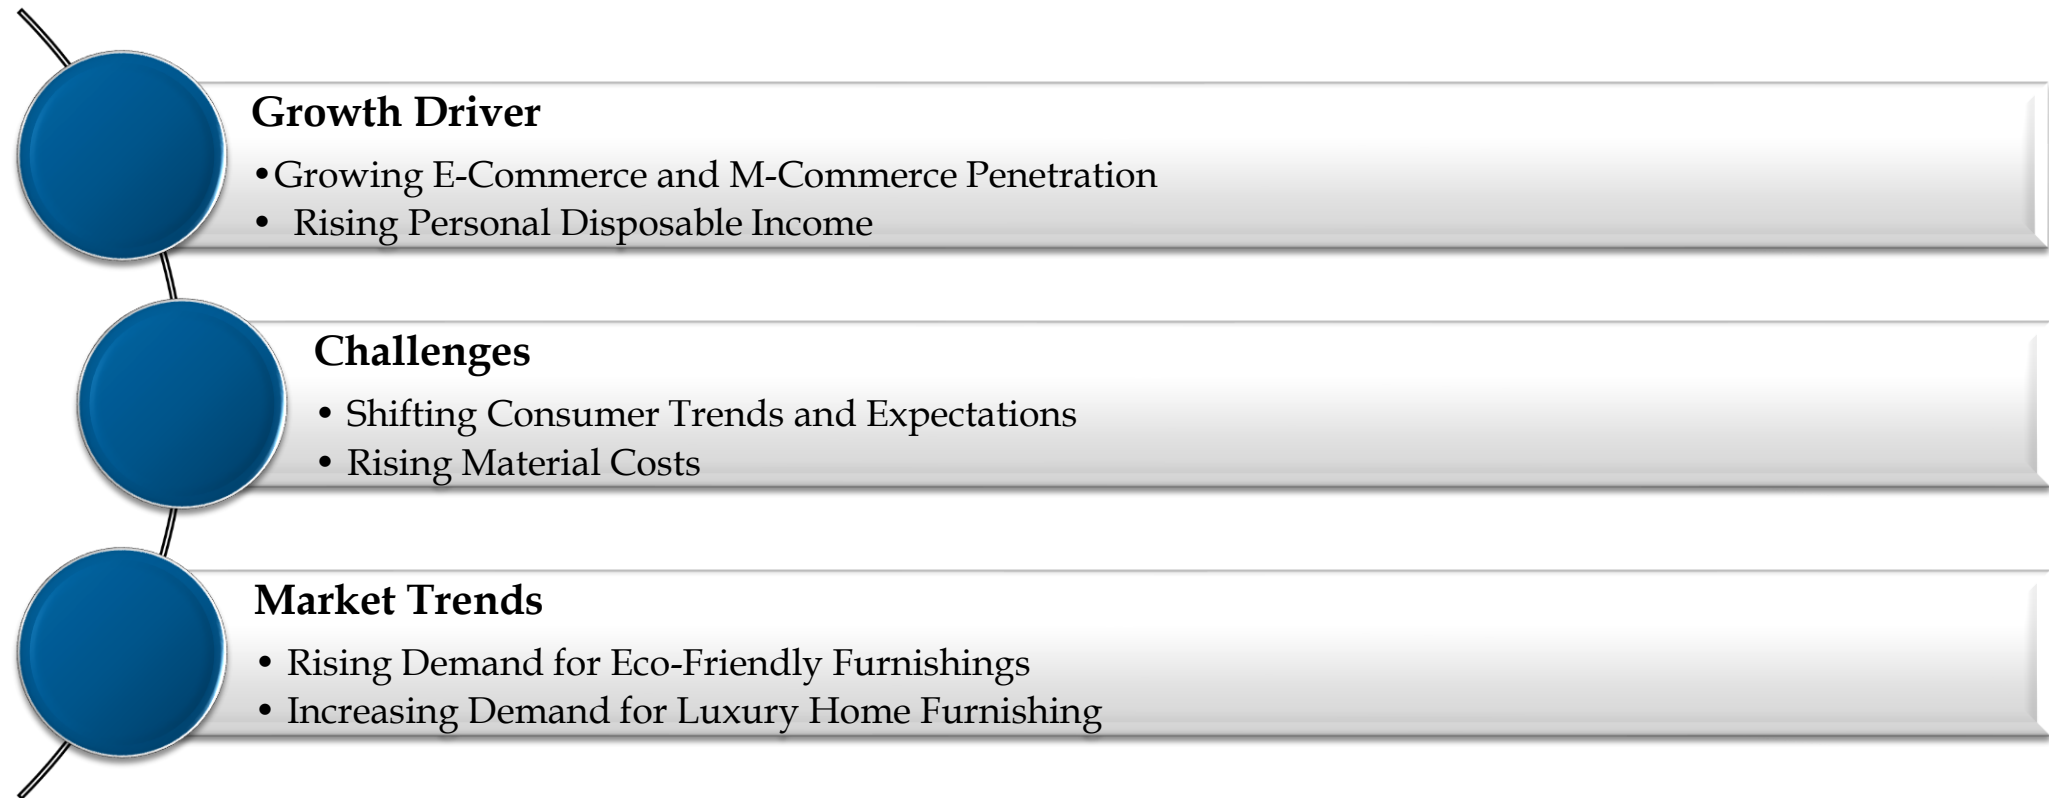 Growth Driver
•Growing E-Commerce and M-Commerce Penetration
• Rising Personal Disposable Income
Challenges
• Shifting Consumer Trends and Expectations
• Rising Material Costs
Market Trends
• Rising Demand for Eco-Friendly Furnishings
• Increasing Demand for Luxury Home Furnishing